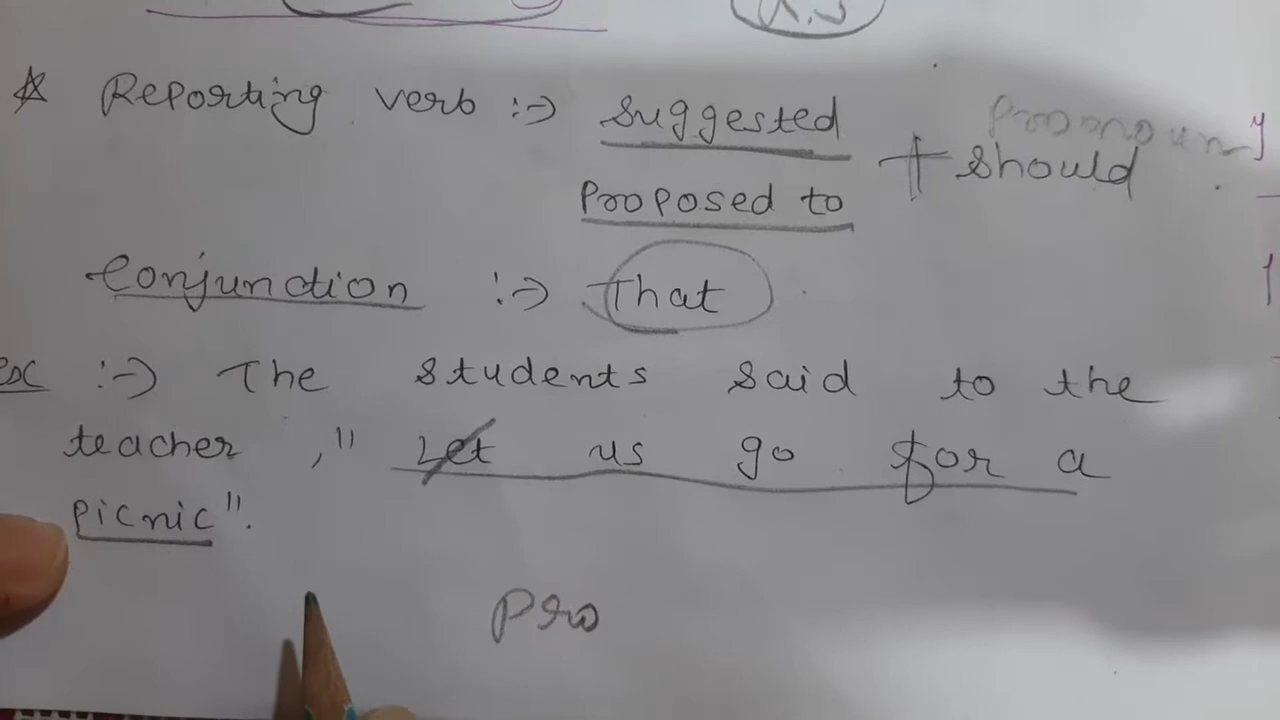 ☆ Reporting verb :→ suggested
Proposed to
+ should
Pronoun
Conjunction :→ That
ex :→ The students said to the
teacher ," Let us go for a
picnic".
Pro